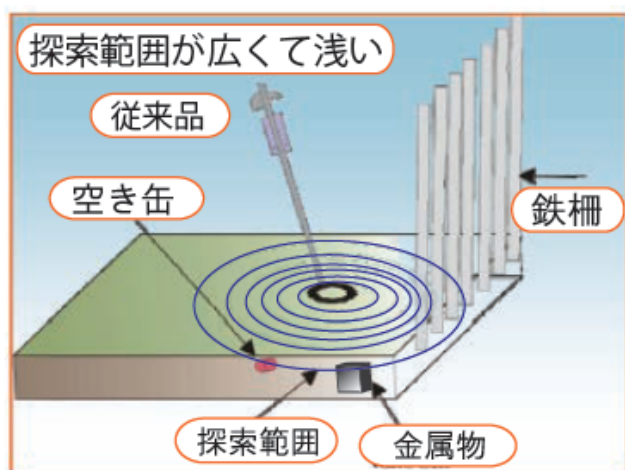 探索範囲が広くて浅い
従来品
空き缶
鉄柵
探索範囲
金属物